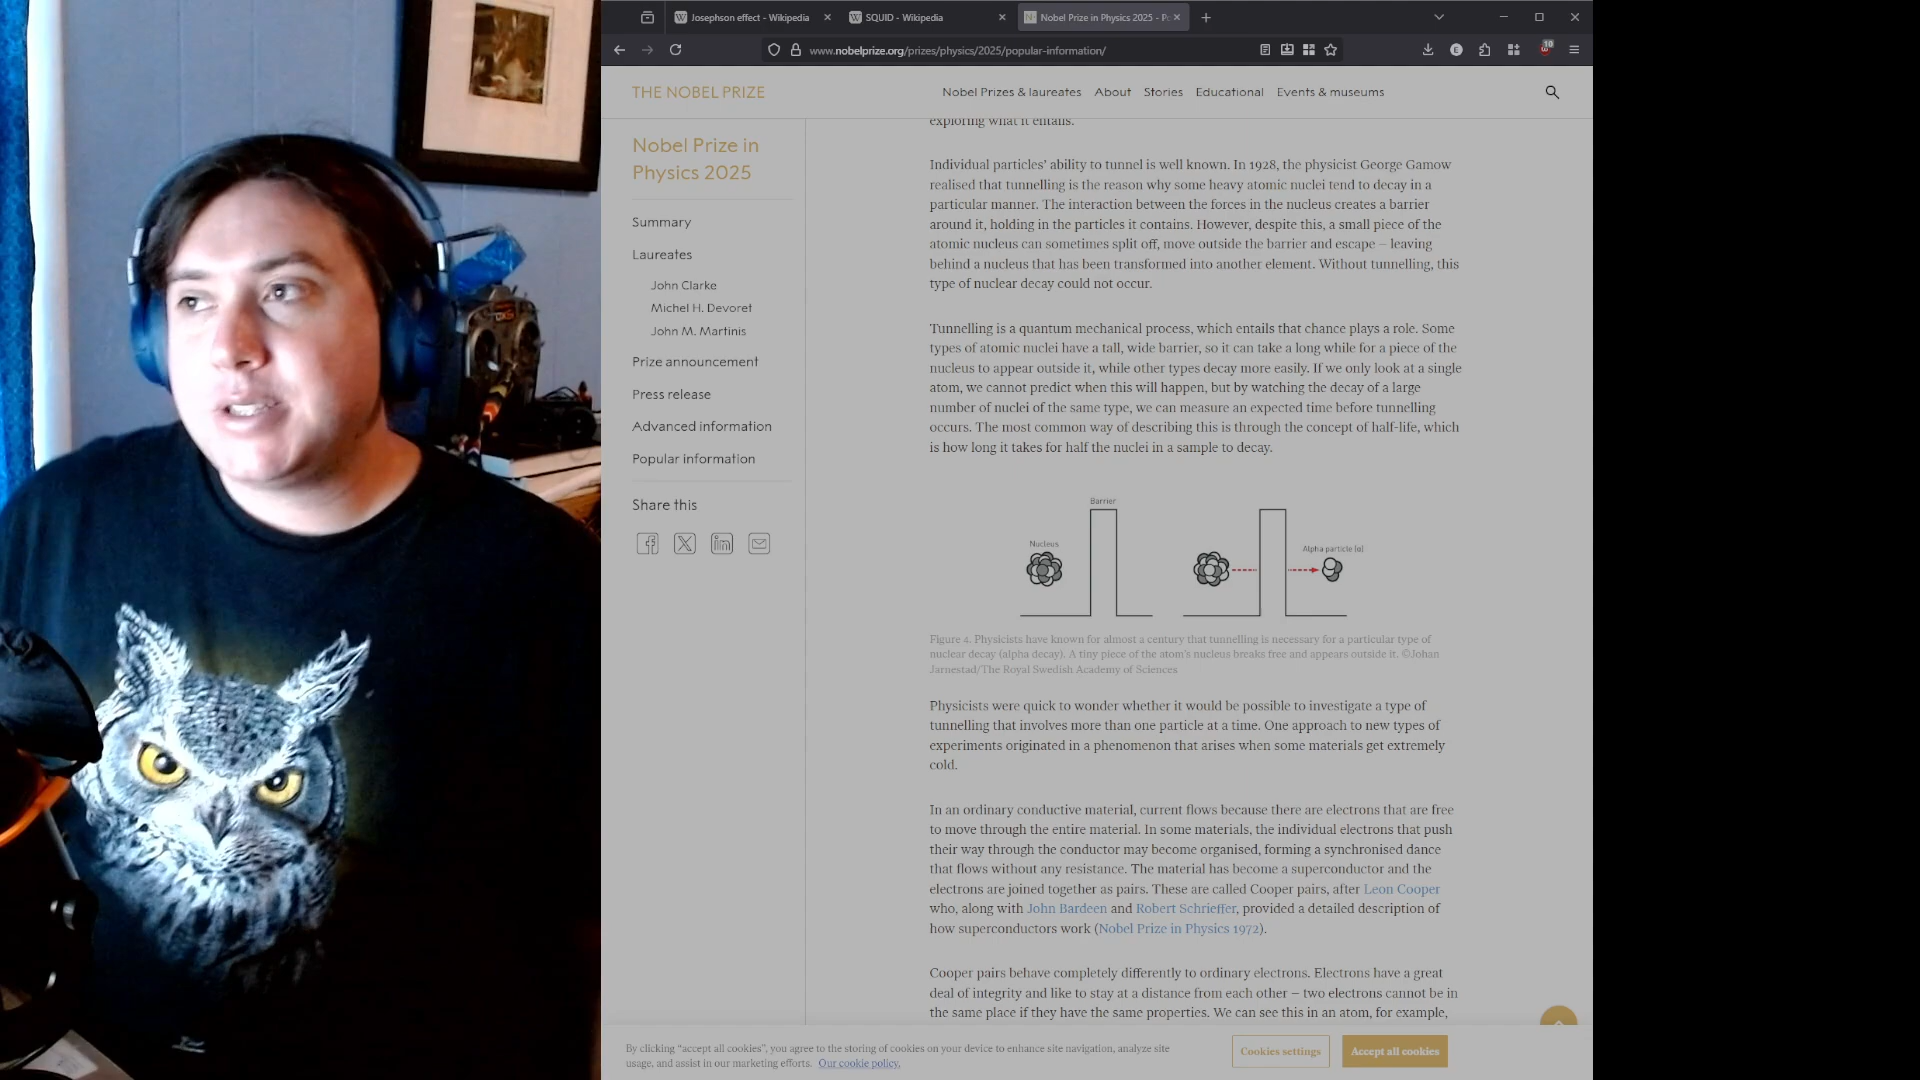 Josephson effect - Wikipedia
SQUID - Wikipedia
Nobel Prize in Physics 2025 - Po
www.nobelprize.org/prizes/physics/2025/popular-information/
10
THE NOBEL PRIZE
Nobel Prizes & laureates About Stories Educational Events & museums
Nobel Prize in
Physics 2025
Summary
Laureates
John Clarke
Michel H. Devoret
John M. Martinis
Prize announcement
Press release
Advanced information
Popular information
Share this
exploring what it entails.
Individual particles' ability to tunnel is well known. In 1928, the physicist George Gamow
realised that tunnelling is the reason why some heavy atomic nuclei tend to decay in a
particular manner. The interaction between the forces in the nucleus creates a barrier
around it, holding in the particles it contains. However, despite this, a small piece of the
atomic nucleus can sometimes split off, move outside the barrier and escape – leaving
behind a nucleus that has been transformed into another element. Without tunnelling, this
type of nuclear decay could not occur.
Tunnelling is a quantum mechanical process, which entails that chance plays a role. Some
types of atomic nuclei have a tall, wide barrier, so it can take a long while for a piece of the
nucleus to appear outside it, while other types decay more easily. If we only look at a single
atom, we cannot predict when this will happen, but by watching the decay of a large
number of nuclei of the same type, we can measure an expected time before tunnelling
occurs. The most common way of describing this is through the concept of half-life, which
is how long it takes for half the nuclei in a sample to decay.
Barrier
Nucleus
Alpha particle (α)
Figure 4. Physicists have known for almost a century that tunnelling is necessary for a particular type of
nuclear decay (alpha decay). A tiny piece of the atom's nucleus breaks free and appears outside it. ©Johan
Jarnestad/The Royal Swedish Academy of Sciences
Physicists were quick to wonder whether it would be possible to investigate a type of
tunnelling that involves more than one particle at a time. One approach to new types of
experiments originated in a phenomenon that arises when some materials get extremely
cold.
In an ordinary conductive material, current flows because there are electrons that are free
to move through the entire material. In some materials, the individual electrons that push
their way through the conductor may become organised, forming a synchronised dance
that flows without any resistance. The material has become a superconductor and the
electrons are joined together as pairs. These are called Cooper pairs, after Leon Cooper
who, along with John Bardeen and Robert Schrieffer, provided a detailed description of
how superconductors work (Nobel Prize in Physics 1972).
Cooper pairs behave completely differently to ordinary electrons. Electrons have a great
deal of integrity and like to stay at a distance from each other – two electrons cannot be in
the same place if they have the same properties. We can see this in an atom, for example,
By clicking “accept all cookies”, you agree to the storing of cookies on your device to enhance site navigation, analyze site
usage, and assist in our marketing efforts. Our cookie policy.
Cookies settings
Accept all cookies